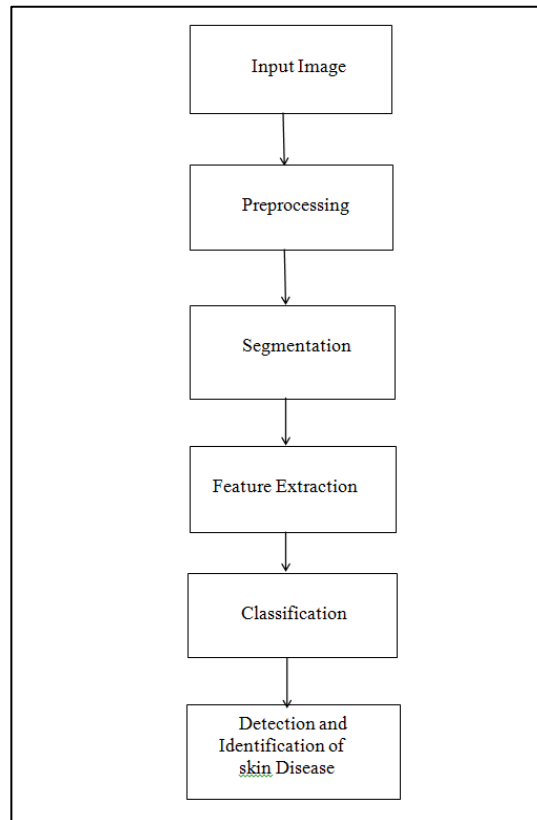 Input Image
Preprocessing
Segmentation
Feature Extraction
Classification
Detection and
Identification of
skin Disease